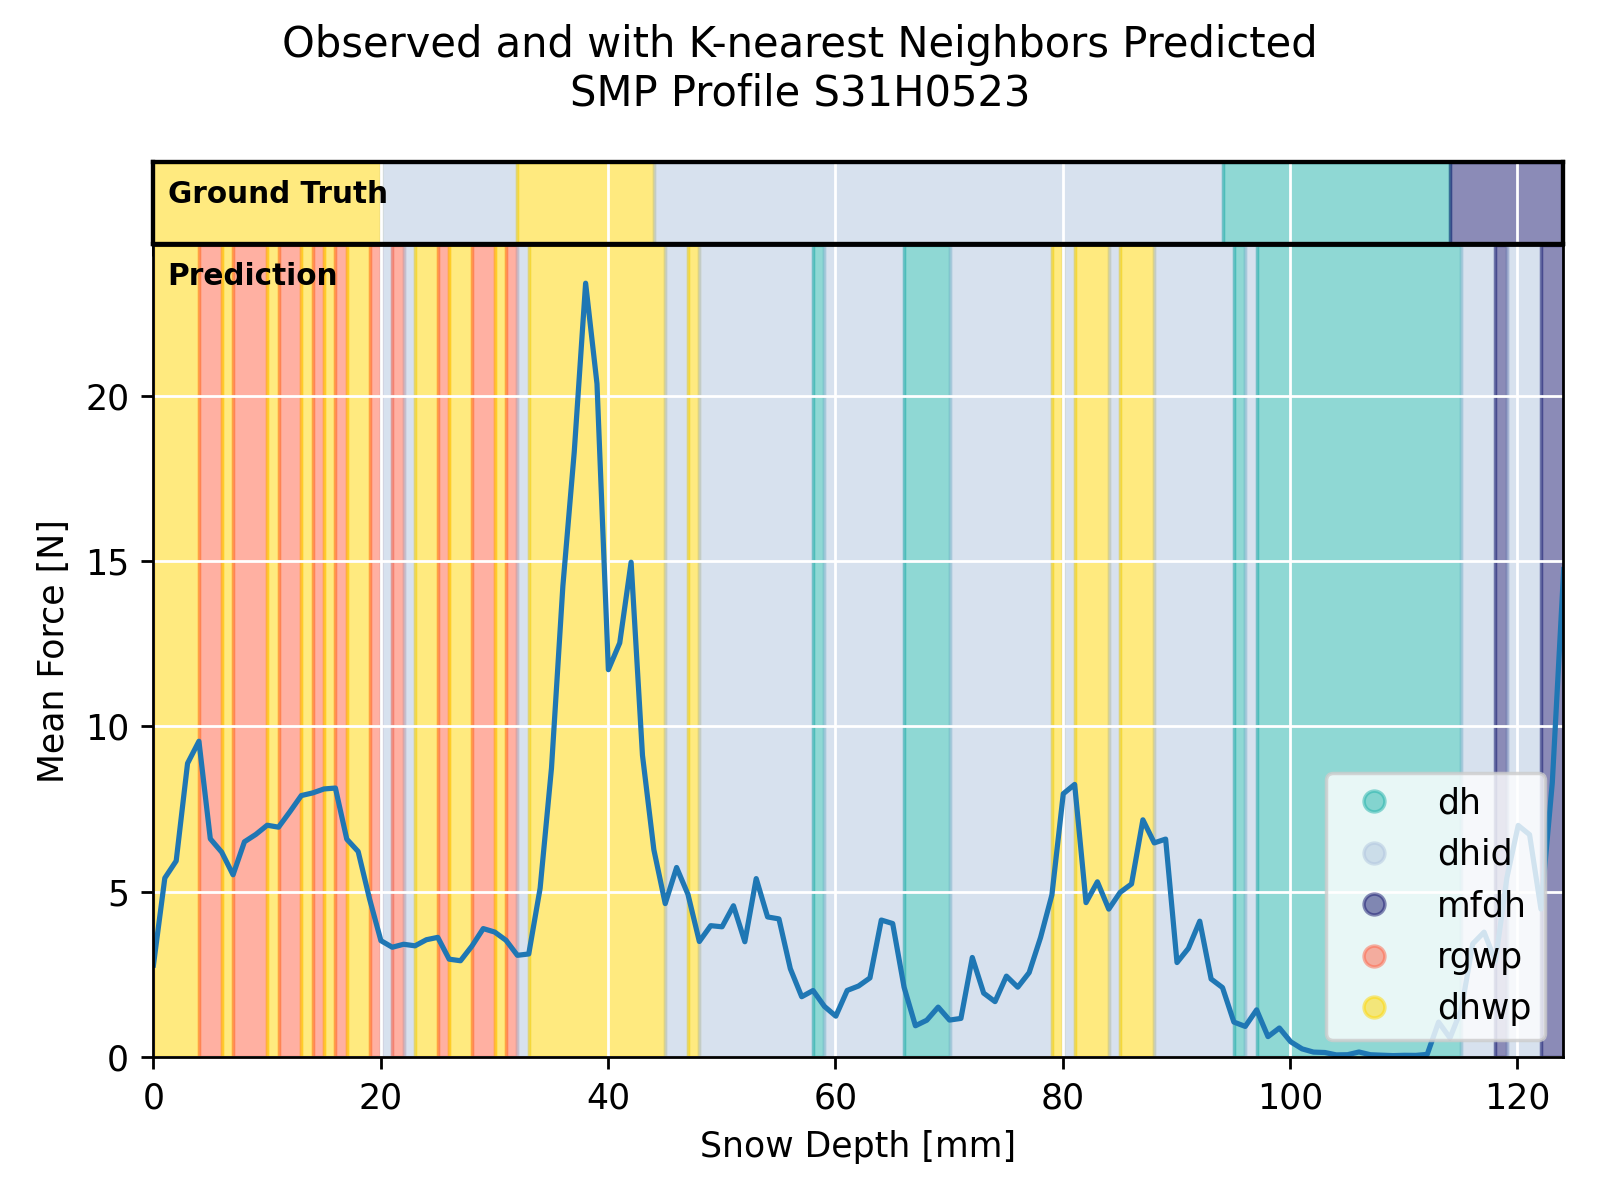 Observed and with K-nearest Neighbors Predicted
SMP Profile S31H0523
Ground Truth
Prediction
20
15
10
5
0
Mean Force [N]
dh
dhid
mfdh
rgwp
dhwp
0 20 40 60 80 100 120
Snow Depth [mm]